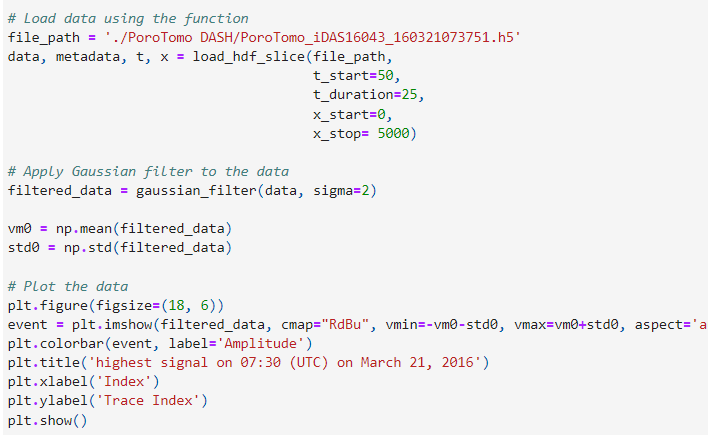 # Load data using the function
file_path = './PoroTomo DASH/PoroTomo_iDAS16043_160321073751.h5'
data, metadata, t, x = load_hdf_slice(file_path,
t_start=50,
t_duration=25,
x_start=0,
x_stop= 5000)
# Apply Gaussian filter to the data
filtered_data = gaussian_filter(data, sigma=2)
vm0 = np.mean(filtered_data)
std0 = np.std(filtered_data)
# Plot the data
plt.figure(figsize=(18, 6))
event = plt.imshow(filtered_data, cmap="RdBu", vmin=-vm0-std0, vmax=vm0+std0, aspect='a
plt.colorbar(event, label='Amplitude')
plt.title('highest signal on 07:30 (UTC) on March 21, 2016')
plt.xlabel('Index')
plt.ylabel('Trace Index')
plt.show()